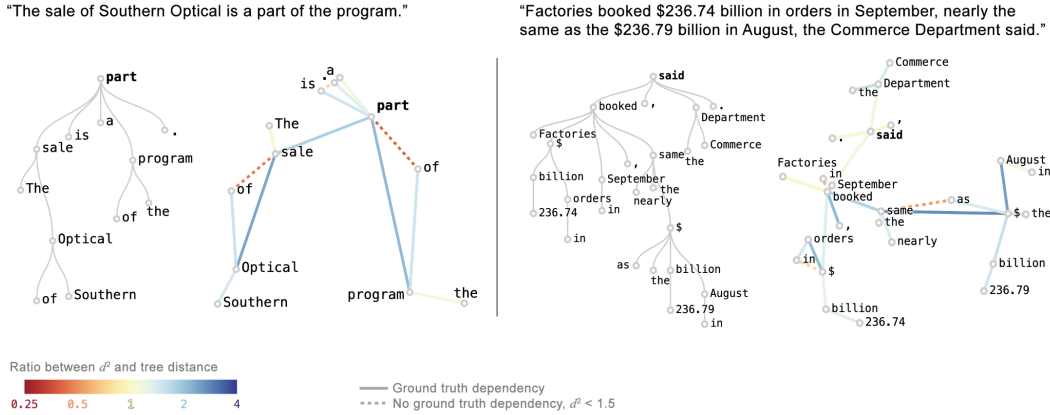 “The sale of Southern Optical is a part of the program.”
“Factories booked $236.74 billion in orders in September, nearly the
same as the $236.79 billion in August, the Commerce Department said.”
part
is
a
.
sale
program
The
of
the
Optical
of
Southern
a
.
is
part
The
sale
of
of
Optical
program
the
Southern
said
booked
,
.
Department
Factories
$
,
same
the
Commerce
billion
September
the
nearly
orders
236.74
in
in
$
as
the
billion
August
236.79
in
Commerce
Department
the
,
.
said
Factories
in
September
booked
August
in
same
as
the
$
the
,
nearly
orders
in
$
billion
236.79
billion
236.74
Ratio between d² and tree distance
0.25 0.5 1 2 4
Ground truth dependency
No ground truth dependency, d² < 1.5